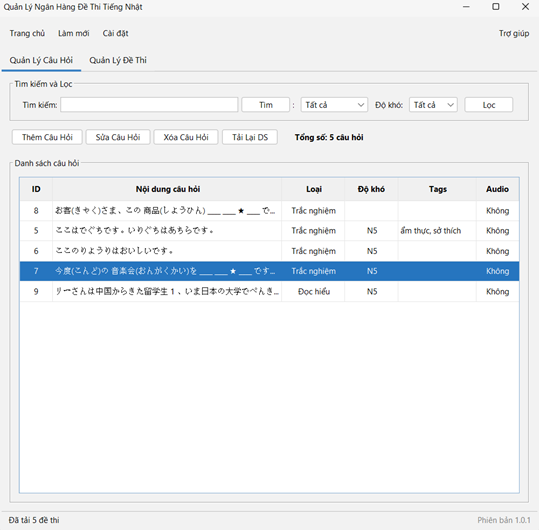 Quản Lý Ngân Hàng Đề Thi Tiếng Nhật
Trang chủ Làm mới Cài đặt Trợ giúp
Quản Lý Câu Hỏi Quản Lý Đề Thi
Tìm kiếm và Lọc
Tìm kiếm: Tìm : Tất cả Độ khó: Tất cả Lọc
Thêm Câu Hỏi Sửa Câu Hỏi Xóa Câu Hỏi Tải Lại DS Tổng số: 5 câu hỏi
Danh sách câu hỏi
ID Nội dung câu hỏi Loại Độ khó Tags Audio
8 お客(きゃく)さま、この 商品(しようひん) ___ ___ ★ ___ で... Trắc nghiệm Không
5 ここはでぐちです。いりぐちはあちらです。 Trắc nghiệm N5 ẩm thực, sở thích Không
6 ここのりょうりはおいしいです。 Trắc nghiệm N5 Không
7 今度(こんど)の 音楽会(おんがくかい)を ___ ___ ★ ___ です... Trắc nghiệm N5 Không
9 リーさんは中国からきた留学生 1 、いま日本の大学でべんき... Đọc hiểu N5 Không
Đã tải 5 đề thi Phiên bản 1.0.1